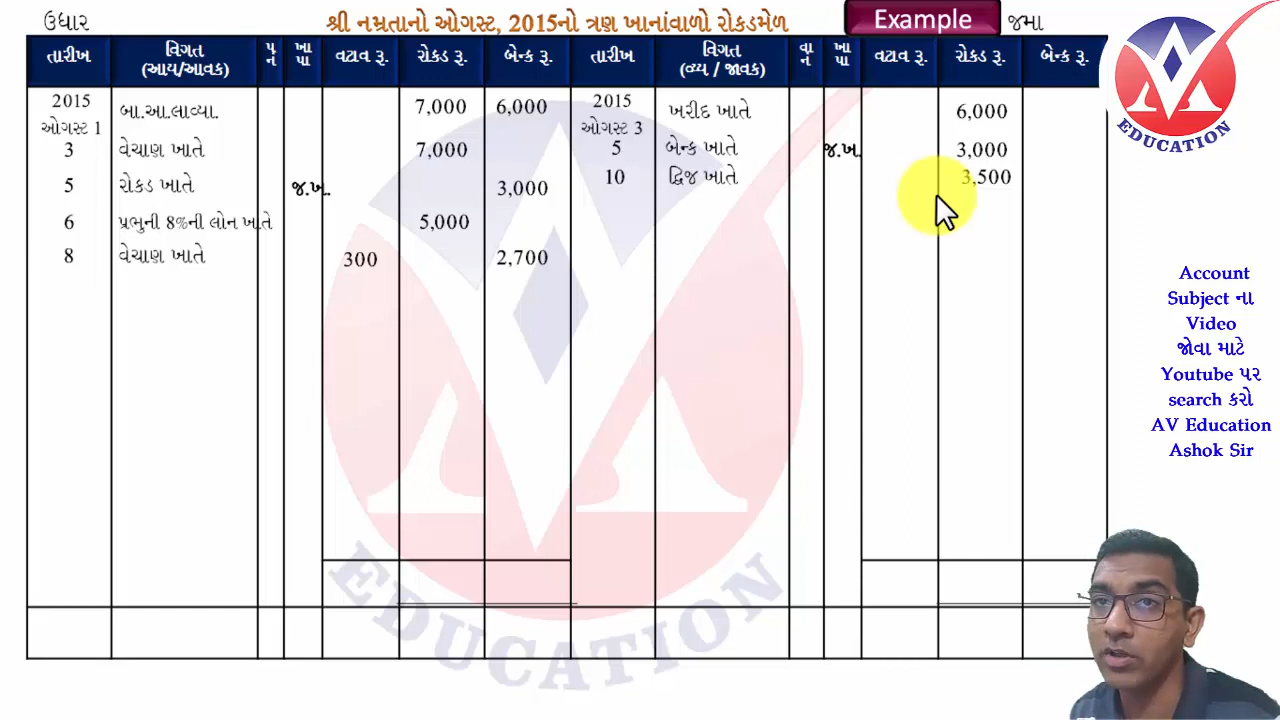 ઉધાર શ્રી નમ્રતાનો ઓગસ્ટ, 2015નો ત્રણ ખાનાંવાળો રોકડમેળ Example જમા
તારીખ વિગત (આય/આવક) પાન ખા પા વટાવ રૂ. રોકડ રૂ. બેન્ક રૂ. તારીખ વિગત (વ્યય / જાવક) વાન ખા પા વટાવ રૂ. રોકડ રૂ. બેન્ક રૂ.
2015 બા.આ.લાવ્યા. 7,000 6,000 2015 ખરીદ ખાતે 6,000
ઓગસ્ટ 1 ઓગસ્ટ 3
3 વેચાણ ખાતે 7,000 5 બેન્ક ખાતે જ.ખ. 3,000
5 રોકડ ખાતે જ.ખ. 3,000 10 દ્વિજ ખાતે 3,500
6 પ્રભુની 8%ની લોન ખાતે 5,000
8 વેચાણ ખાતે 300 2,700
EDUCATION
EDUCATION
Account
Subject ના
Video
જોવા માટે
Youtube પર
search કરો
AV Education
Ashok Sir